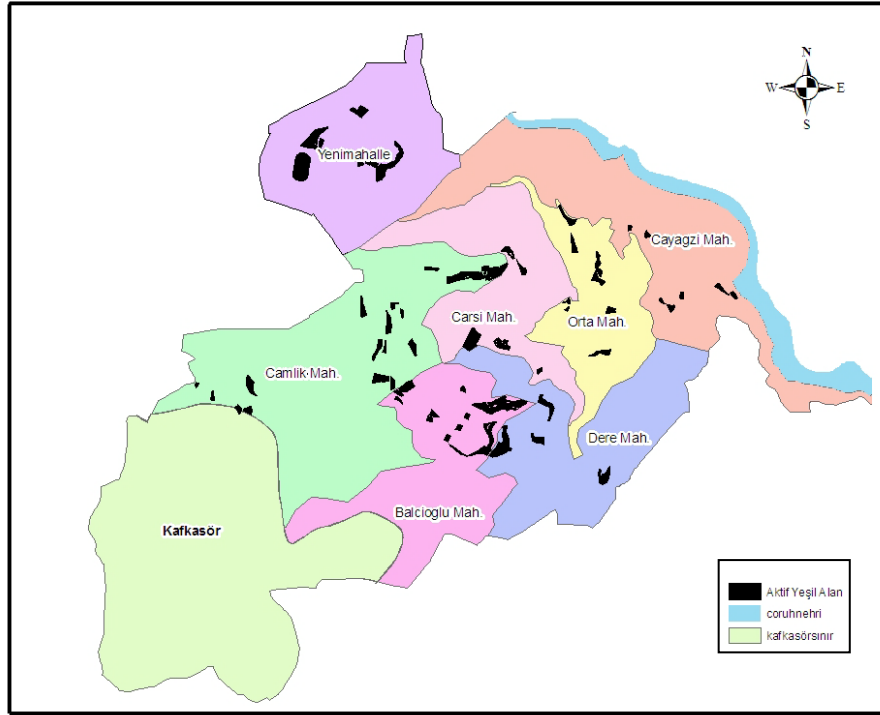 N
W E
S
Yenimahalle
Cayagzi Mah.
Carsi Mah.
Orta Mah.
Camlik Mah.
Dere Mah.
Balcioglu Mah.
Kafkasör
Aktif Yeşil Alan
coruhnehri
kafkasörsınır